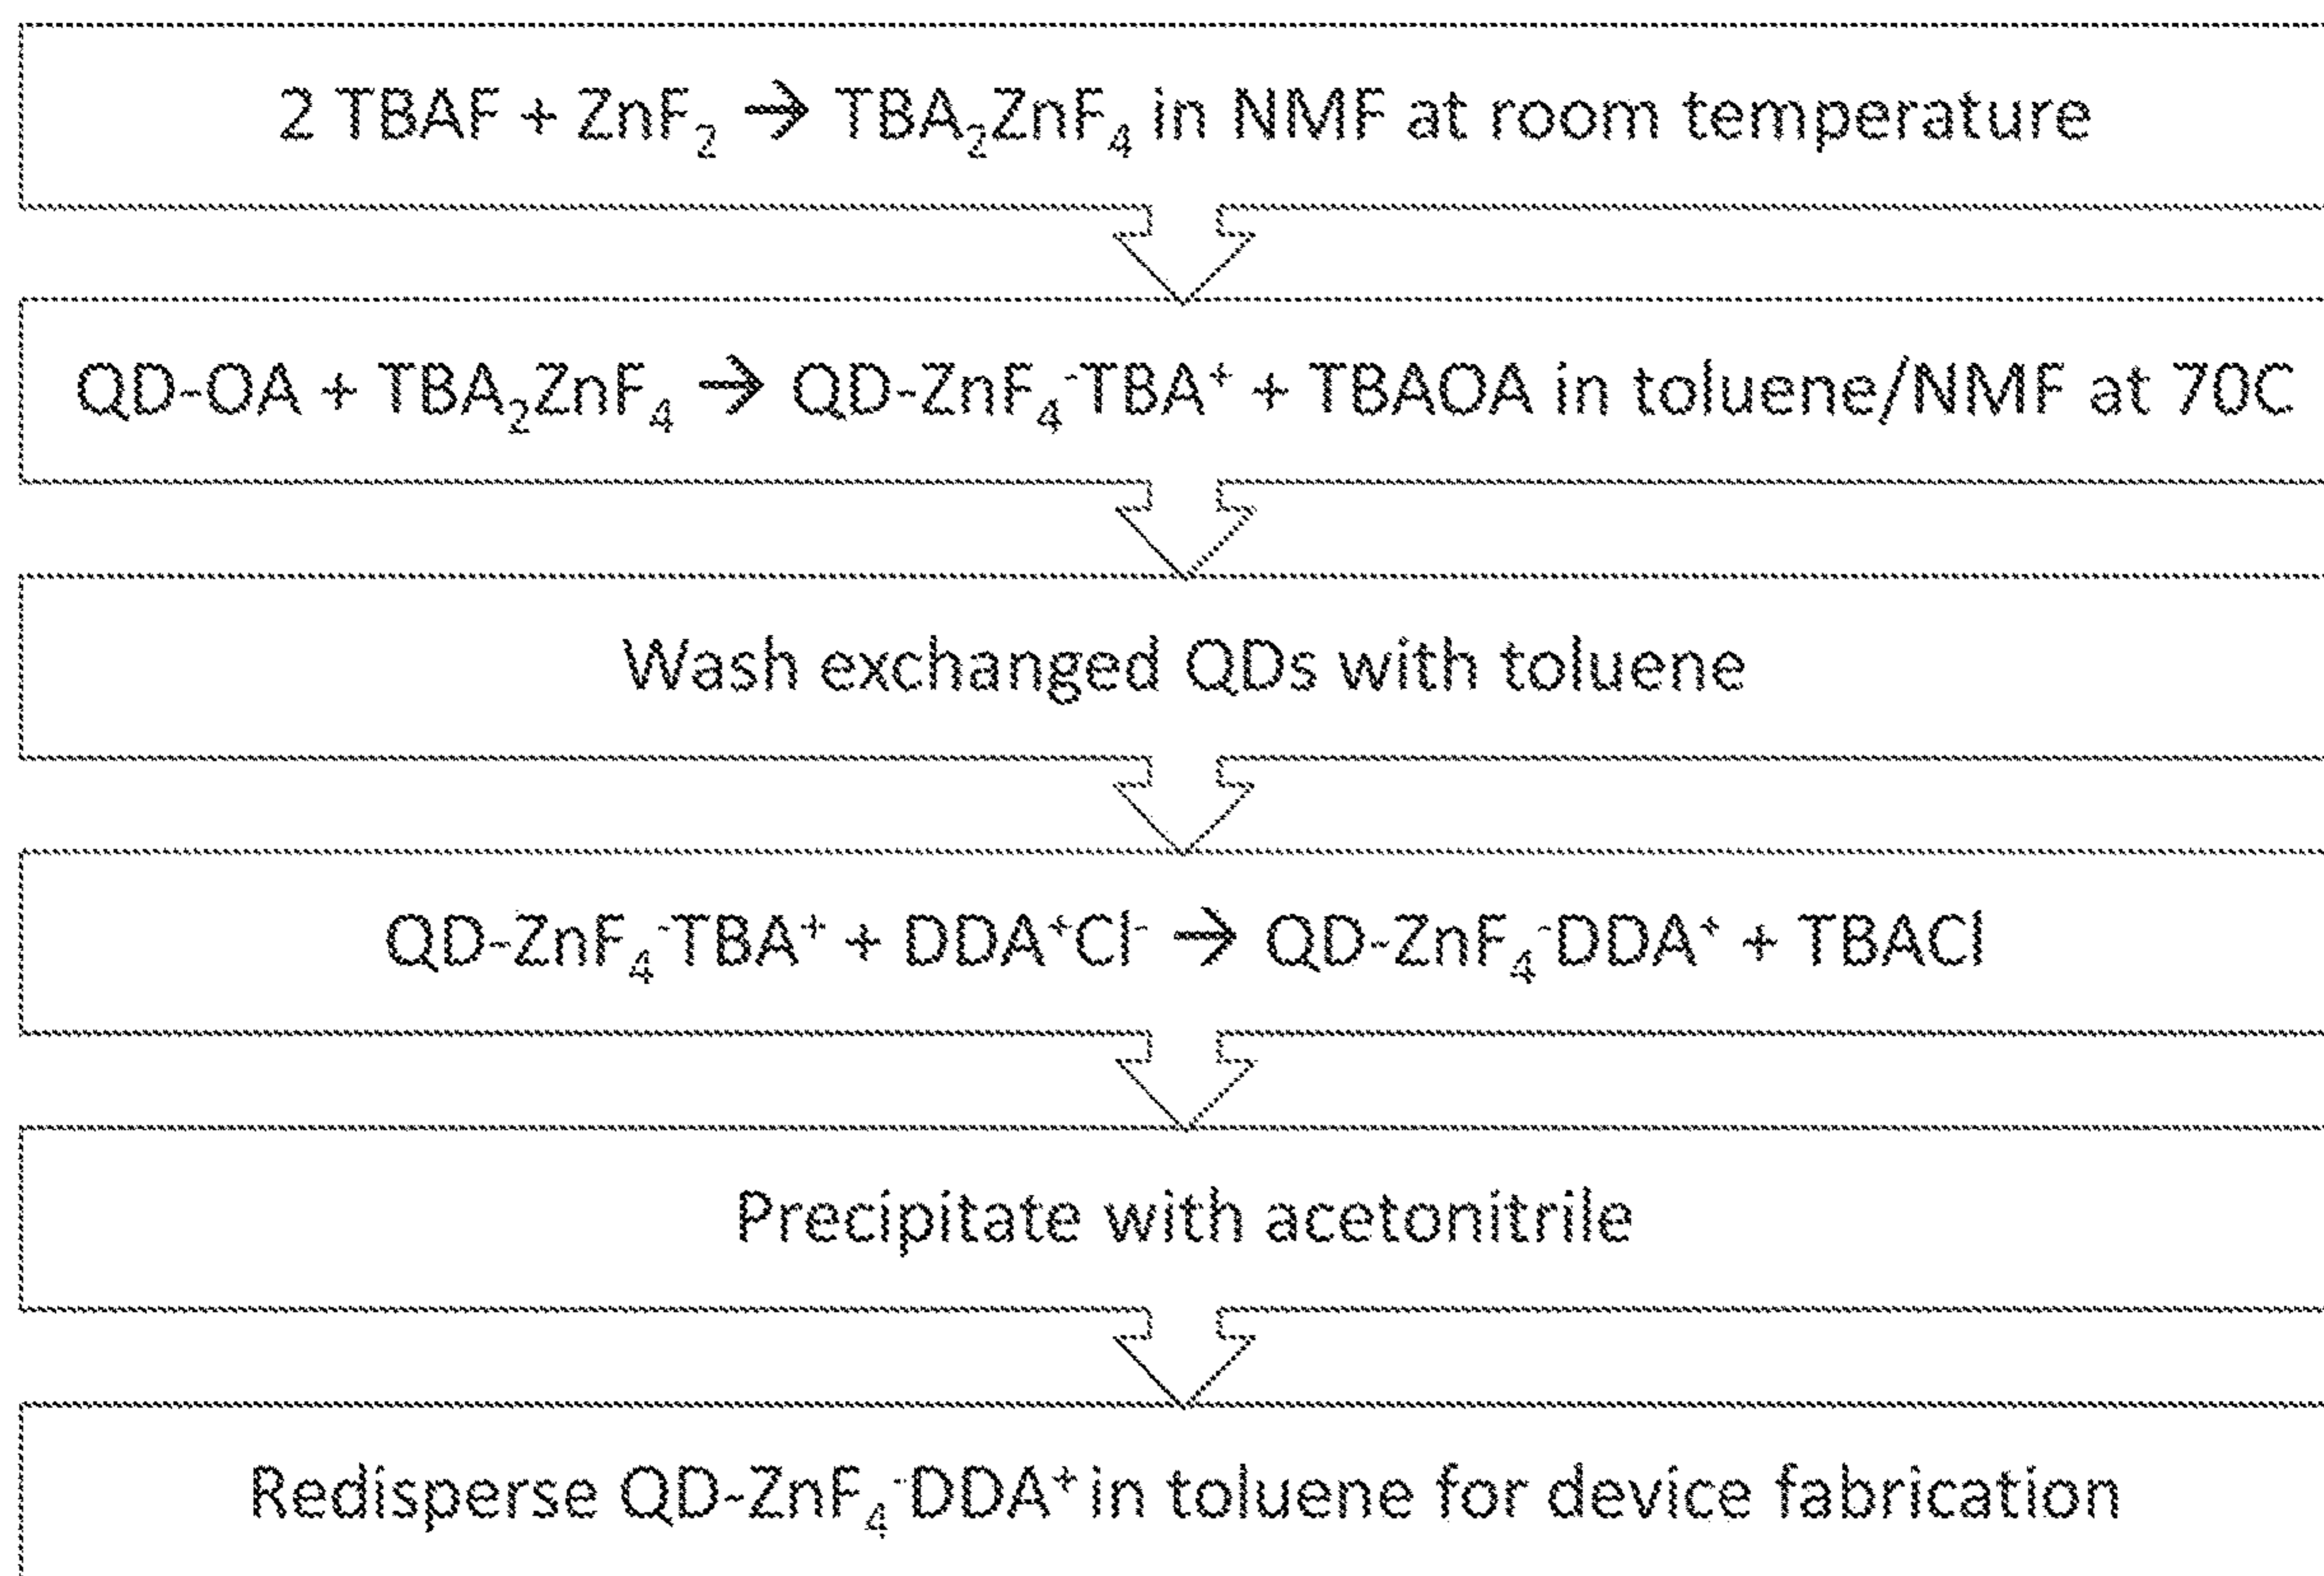 2 TBAF + ZnF₂ → TBA₂ZnF₄ in NMF at room temperature
QD-OA + TBA₂ZnF₄ → QD-ZnF₄⁻TBA⁺ + TBAOA in toluene/NMF at 70C
Wash exchanged QDs with toluene
QD-ZnF₄⁻TBA⁺ + DDA⁺Cl⁻ → QD-ZnF₄⁻DDA⁺ + TBACl
Precipitate with acetonitrile
Redisperse QD-ZnF₄⁻DDA⁺ in toluene for device fabrication